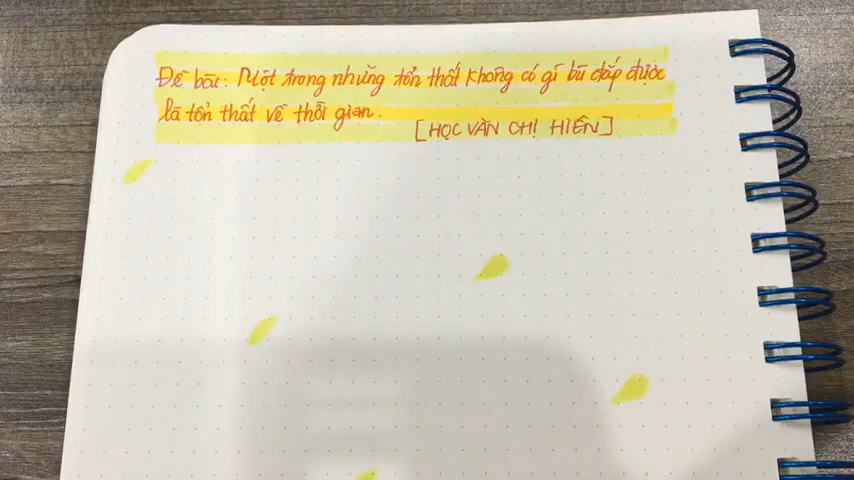 Đề bài: Một trong những tổn thất không có gì bù đắp được
là tổn thất về thời gian.
[HỌC VĂN CHỊ HIÊN]